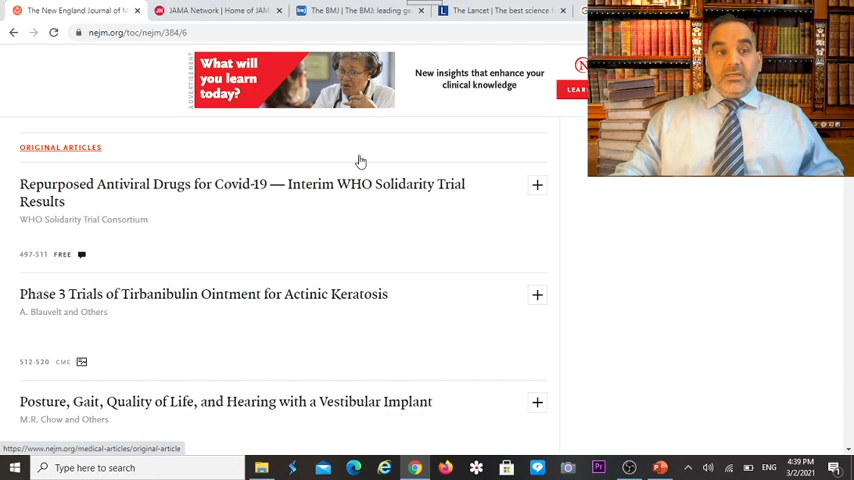 The New England Journal of M
JAMA Network | Home of JAM
The BMJ | The BMJ: leading ge
The Lancet | The best science f
nejm.org/toc/nejm/384/6
ADVERTISEMENT
What will
you learn
today?
New insights that enhance your
clinical knowledge
LEAR
ORIGINAL ARTICLES
Repurposed Antiviral Drugs for Covid-19 — Interim WHO Solidarity Trial
Results
WHO Solidarity Trial Consortium
497-511 FREE
Phase 3 Trials of Tirbanibulin Ointment for Actinic Keratosis
A. Blauvelt and Others
512-520 CME
Posture, Gait, Quality of Life, and Hearing with a Vestibular Implant
M.R. Chow and Others
https://www.nejm.org/medical-articles/original-article
Type here to search
ENG
4:39 PM
3/2/2021